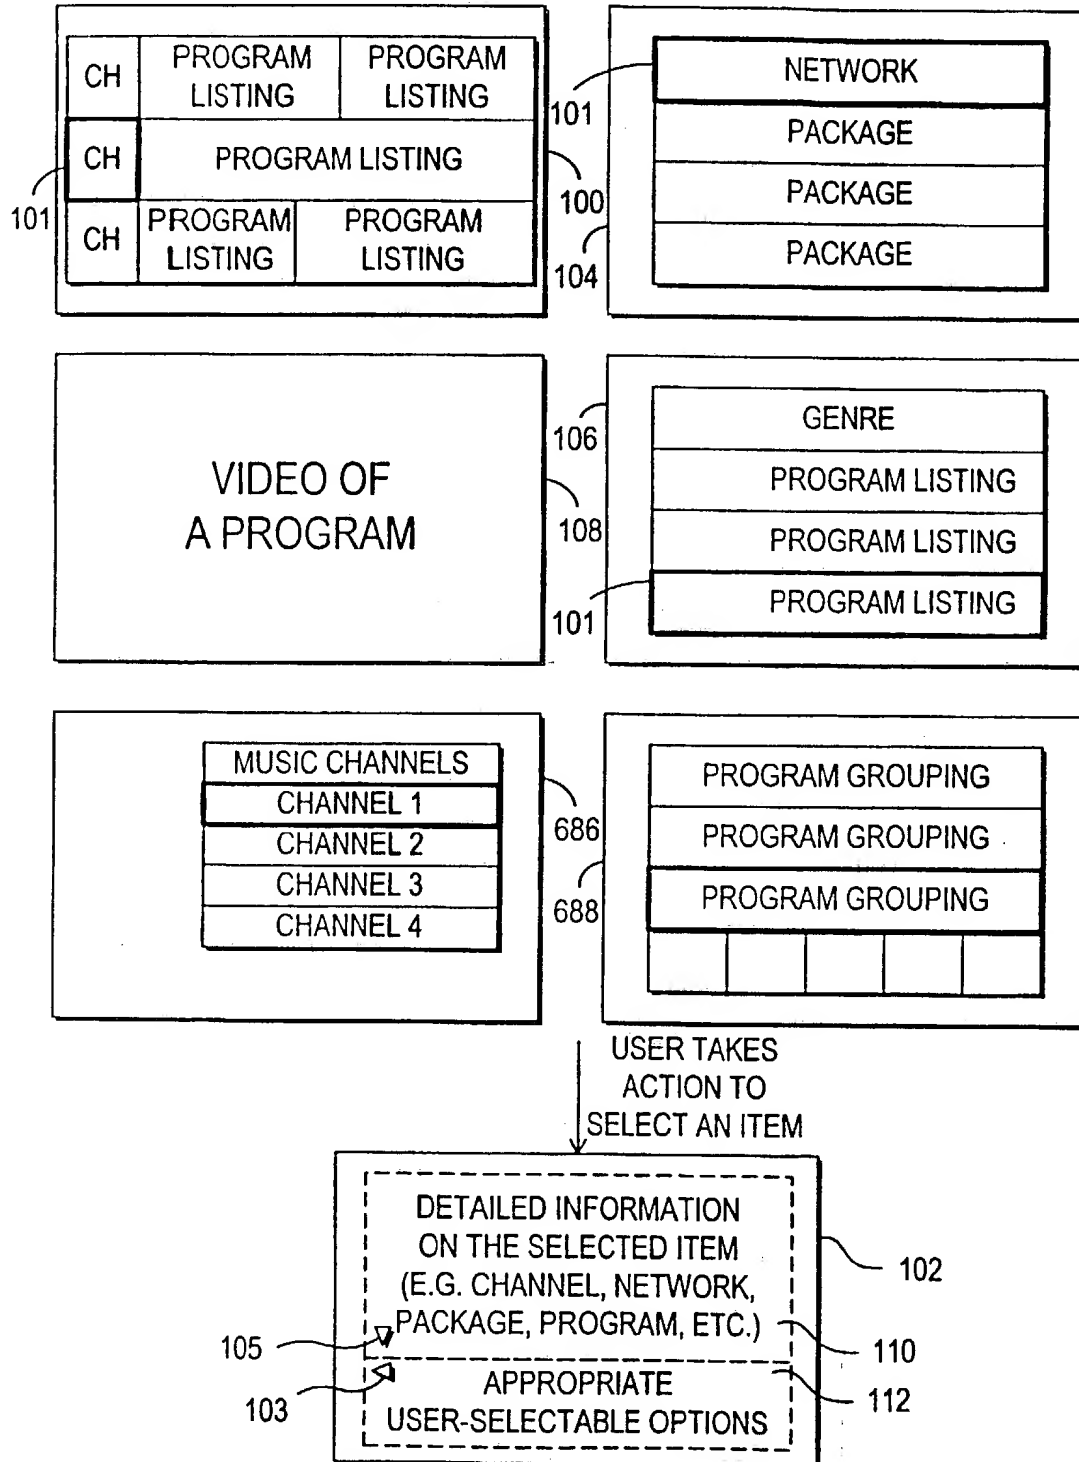 CH
PROGRAM
LISTING
PROGRAM
LISTING
CH
PROGRAM LISTING
CH
PROGRAM
LISTING
PROGRAM
LISTING
101
100
NETWORK
PACKAGE
PACKAGE
PACKAGE
101
104
VIDEO OF
A PROGRAM
108
GENRE
PROGRAM LISTING
PROGRAM LISTING
PROGRAM LISTING
106
101
MUSIC CHANNELS
CHANNEL 1
CHANNEL 2
CHANNEL 3
CHANNEL 4
686
PROGRAM GROUPING
PROGRAM GROUPING
PROGRAM GROUPING
688
USER TAKES
ACTION TO
SELECT AN ITEM
DETAILED INFORMATION
ON THE SELECTED ITEM
(E.G. CHANNEL, NETWORK,
PACKAGE, PROGRAM, ETC.)
102
105
110
103
112
APPROPRIATE
USER-SELECTABLE OPTIONS